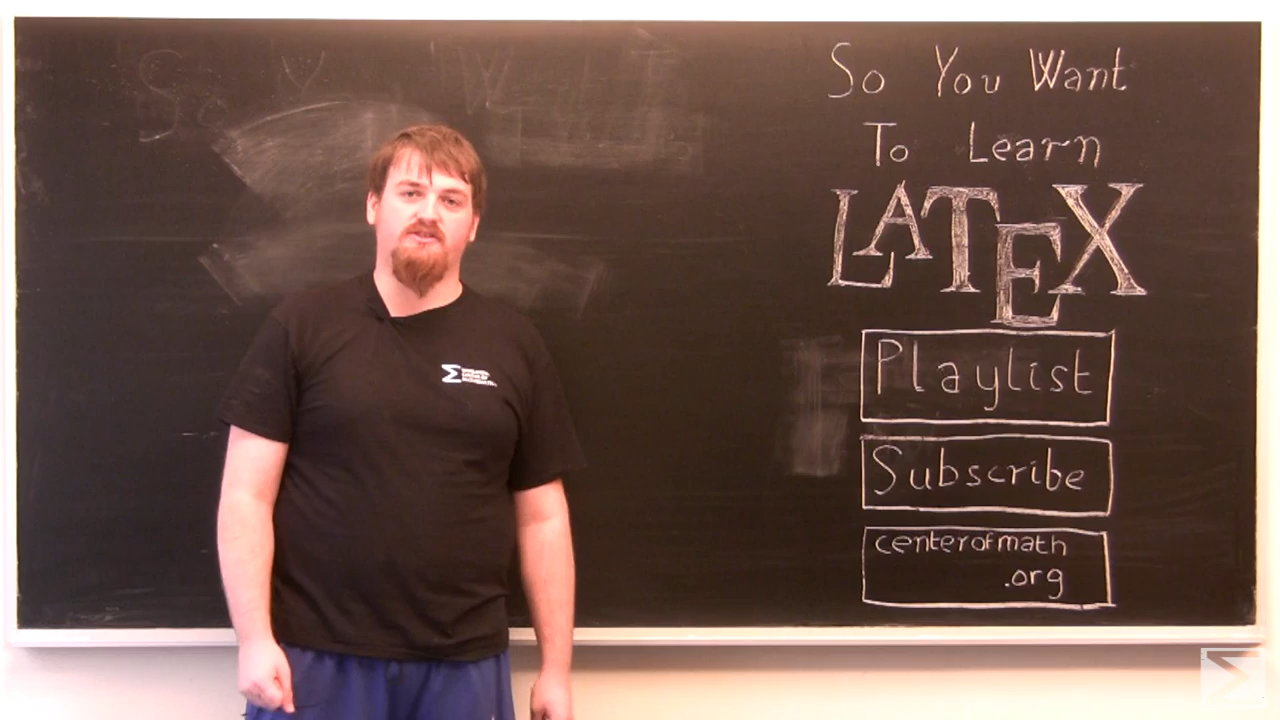 So You Want
To Learn
LATEX
Playlist
Subscribe
centerofmath
.org